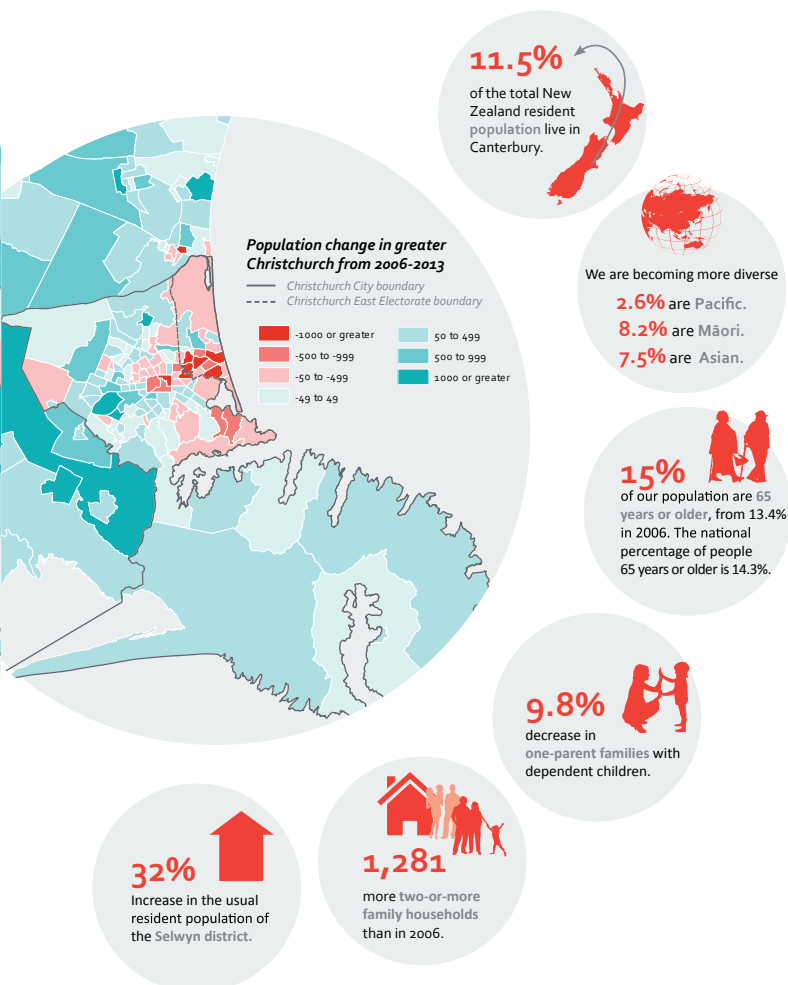 11.5%
of the total New
Zealand resident
population live in
Canterbury.
Population change in greater
Christchurch from 2006-2013
Christchurch City boundary
Christchurch East Electorate boundary
-1000 or greater
-500 to -999
-50 to -499
-49 to 49
50 to 499
500 to 999
1000 or greater
We are becoming more diverse
2.6% are Pacific.
8.2% are Māori.
7.5% are Asian.
15%
of our population are 65
years or older, from 13.4%
in 2006. The national
percentage of people
65 years or older is 14.3%.
9.8%
decrease in
one-parent families with
dependent children.
32%
Increase in the usual
resident population of
the Selwyn district.
1,281
more two-or-more
family households
than in 2006.